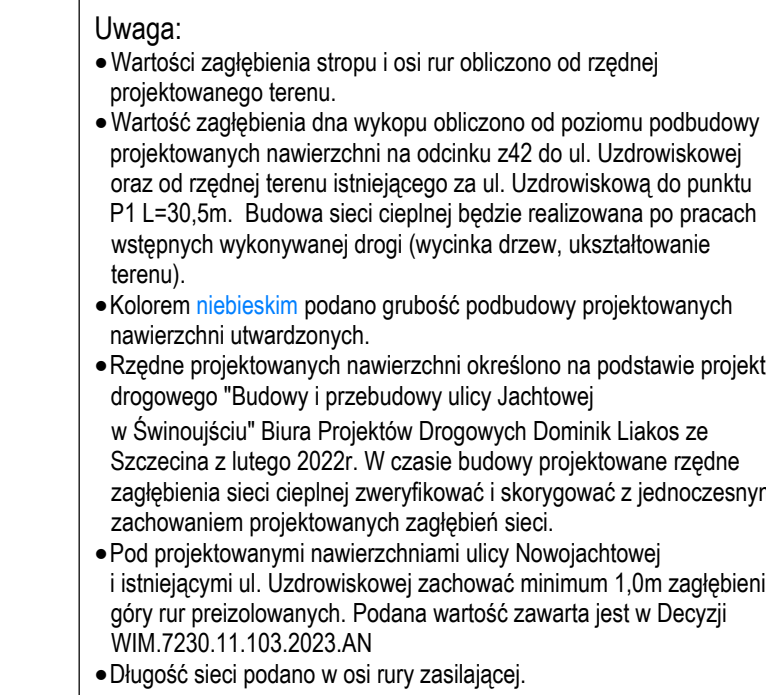 Uwaga:
• Wartości zagłębienia stropu i osi rur obliczono od rzędnej
projektowanego terenu.
• Wartość zagłębienia dna wykopu obliczono od poziomu podbudowy
projektowanych nawierzchni na odcinku z42 do ul. Uzdrowiskowej
oraz od rzędnej terenu istniejącego za ul. Uzdrowiskową do punktu
P1 L=30,5m. Budowa sieci cieplnej będzie realizowana po pracach
wstępnych wykonywanej drogi (wycinka drzew, ukształtowanie
terenu).
• Kolorem niebieskim podano grubość podbudowy projektowanych
nawierzchni utwardzonych.
• Rzędne projektowanych nawierzchni określono na podstawie projekt
drogowego "Budowy i przebudowy ulicy Jachtowej
w Świnoujściu" Biura Projektów Drogowych Dominik Liakos ze
Szczecina z lutego 2022r. W czasie budowy projektowane rzędne
zagłębienia sieci cieplnej zweryfikować i skorygować z
zachowaniem projektowanych zagłębień sieci.
• Pod projektowanymi nawierzchniami ulicy Nowojachtowej
i istniejącymi ul. Uzdrowiskowej zachować minimum 1,0m zagłębieni
góry rur preizolowanych. Podana wartość zawarta jest w Decyzji
WIM.7230.11.103.2023.AN
• Długość sieci podano w osi rury zasilającej.